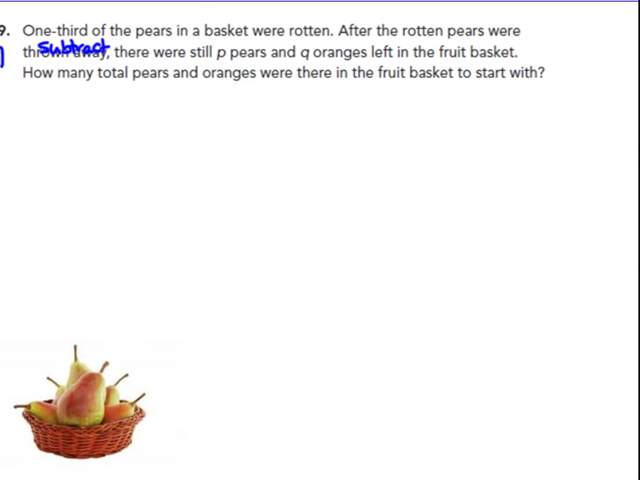 9. One-third of the pears in a basket were rotten. After the rotten pears were
subtract
thrown away, there were still p pears and q oranges left in the fruit basket.
How many total pears and oranges were there in the fruit basket to start with?